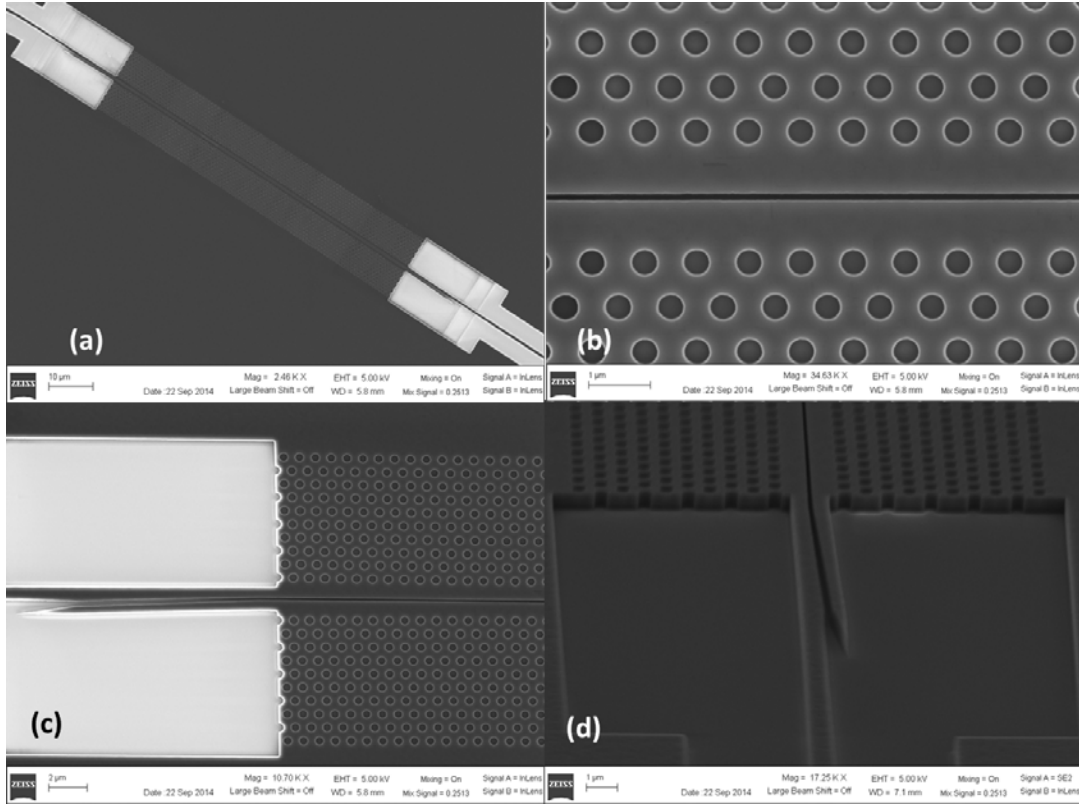 (a)
ZEISS
10 µm
Mag = 2.46 K X
EHT = 5.00 kV
Mixing = On
Signal A = InLens
Date :22 Sep 2014
Large Beam Shift = Off
WD = 5.8 mm
Mix Signal = 0.2513
Signal B = InLens
(b)
ZEISS
1 µm
Mag = 34.63 K X
EHT = 5.00 kV
Mixing = On
Signal A = InLens
Date :22 Sep 2014
Large Beam Shift = Off
WD = 5.8 mm
Mix Signal = 0.2513
Signal B = InLens
(c)
ZEISS
2 µm
Mag = 10.70 K X
EHT = 5.00 kV
Mixing = On
Signal A = InLens
Date :22 Sep 2014
Large Beam Shift = Off
WD = 5.8 mm
Mix Signal = 0.2513
Signal B = InLens
(d)
ZEISS
1 µm
Mag = 17.25 K X
EHT = 5.00 kV
Mixing = On
Signal A = SE2
Date :22 Sep 2014
Large Beam Shift = Off
WD = 7.1 mm
Mix Signal = 0.2513
Signal B = InLens